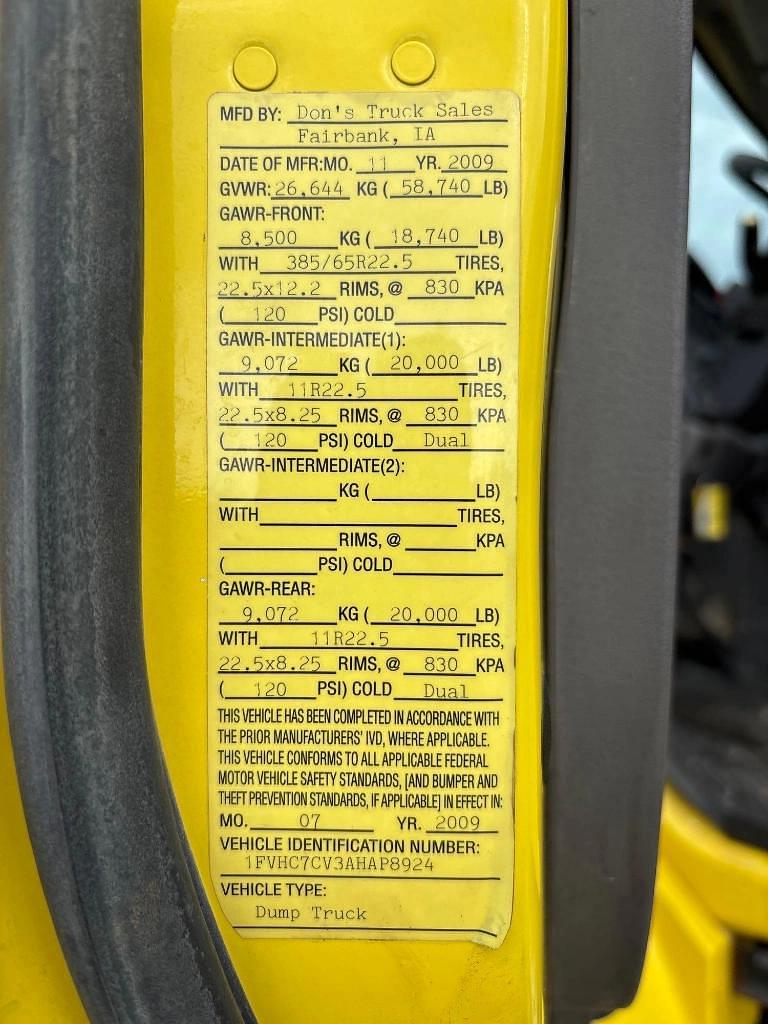 MFD BY: Don's Truck Sales
Fairbank, IA
DATE OF MFR:MO. 11 YR. 2009
GVWR: 26,644 KG ( 58,740 LB)
GAWR-FRONT:
8,500 KG ( 18,740 LB)
WITH 385/65R22.5 TIRES,
22.5x12.2 RIMS, @ 830 KPA
( 120 PSI) COLD
GAWR-INTERMEDIATE(1):
9,072 KG ( 20,000 LB)
WITH 11R22.5 TIRES,
22.5x8.25 RIMS, @ 830 KPA
( 120 PSI) COLD Dual
GAWR-INTERMEDIATE(2):
KG ( LB)
WITH TIRES,
RIMS, @ KPA
( PSI) COLD
GAWR-REAR:
9,072 KG ( 20,000 LB)
WITH 11R22.5 TIRES,
22.5x8.25 RIMS, @ 830 KPA
( 120 PSI) COLD Dual
THIS VEHICLE HAS BEEN COMPLETED IN ACCORDANCE WITH
THE PRIOR MANUFACTURERS' IVD, WHERE APPLICABLE.
THIS VEHICLE CONFORMS TO ALL APPLICABLE FEDERAL
MOTOR VEHICLE SAFETY STANDARDS, [AND BUMPER AND
THEFT PREVENTION STANDARDS, IF APPLICABLE] IN EFFECT IN:
MO. 07 YR. 2009
VEHICLE IDENTIFICATION NUMBER:
1FVHC7CV3AHAP8924
VEHICLE TYPE:
Dump Truck